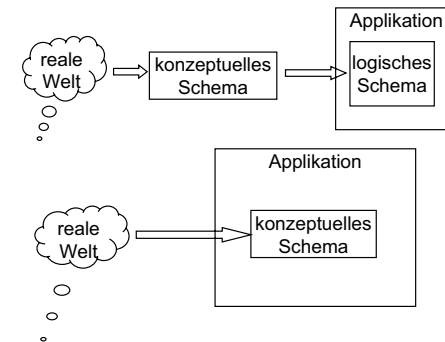 Applikation
reale
Welt
konzeptuelles
Schema
logisches
Schema
Applikation
reale
Welt
konzeptuelles
Schema